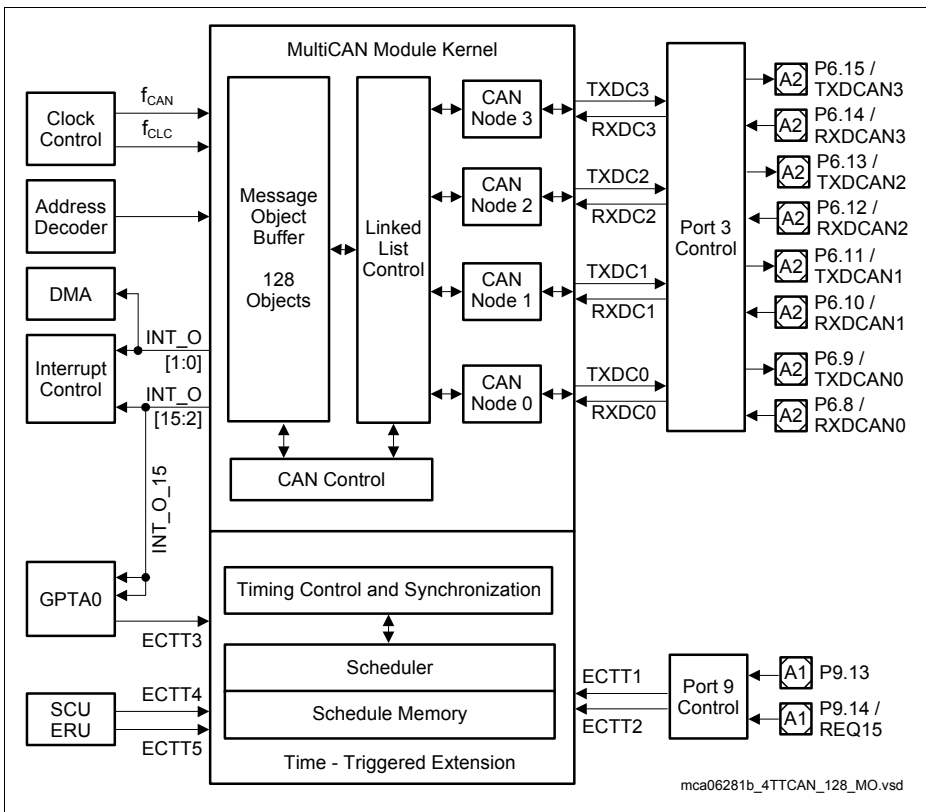 MultiCAN Module Kernel
Clock
Control
fCAN
fCLC
Address
Decoder
DMA
Interrupt
Control
INT_O
[1:0]
INT_O
[15:2]
INT_O_15
GPTA0
ECTT3
SCU
ERU
ECTT4
ECTT5
Message
Object
Buffer
128
Objects
Linked
List
Control
CAN
Node 3
CAN
Node 2
CAN
Node 1
CAN
Node 0
CAN Control
TXDC3
RXDC3
TXDC2
RXDC2
TXDC1
RXDC1
TXDC0
RXDC0
Port 3
Control
A2
P6.15 /
TXDCAN3
A2
P6.14 /
RXDCAN3
A2
P6.13 /
TXDCAN2
A2
P6.12 /
RXDCAN2
A2
P6.11 /
TXDCAN1
A2
P6.10 /
RXDCAN1
A2
P6.9 /
TXDCAN0
A2
P6.8 /
RXDCAN0
Timing Control and Synchronization
Scheduler
Schedule Memory
Time - Triggered Extension
ECTT1
ECTT2
Port 9
Control
A1
P9.13
A1
P9.14 /
REQ15
mca06281b_4TTCAN_128_MO.vsd